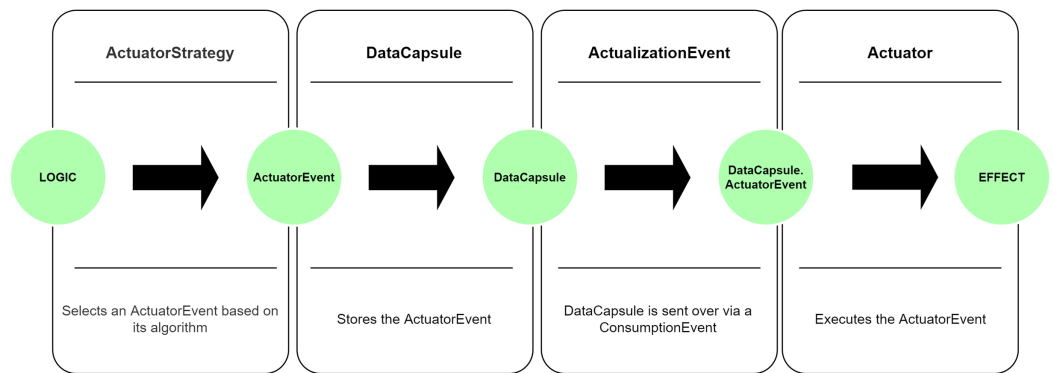 ActuatorStrategy
DataCapsule
ActualizationEvent
Actuator
LOGIC
ActuatorEvent
DataCapsule
DataCapsule.
ActuatorEvent
EFFECT
Selects an ActuatorEvent based on
its algorithm
Stores the ActuatorEvent
DataCapsule is sent over via a
ConsumptionEvent
Executes the ActuatorEvent